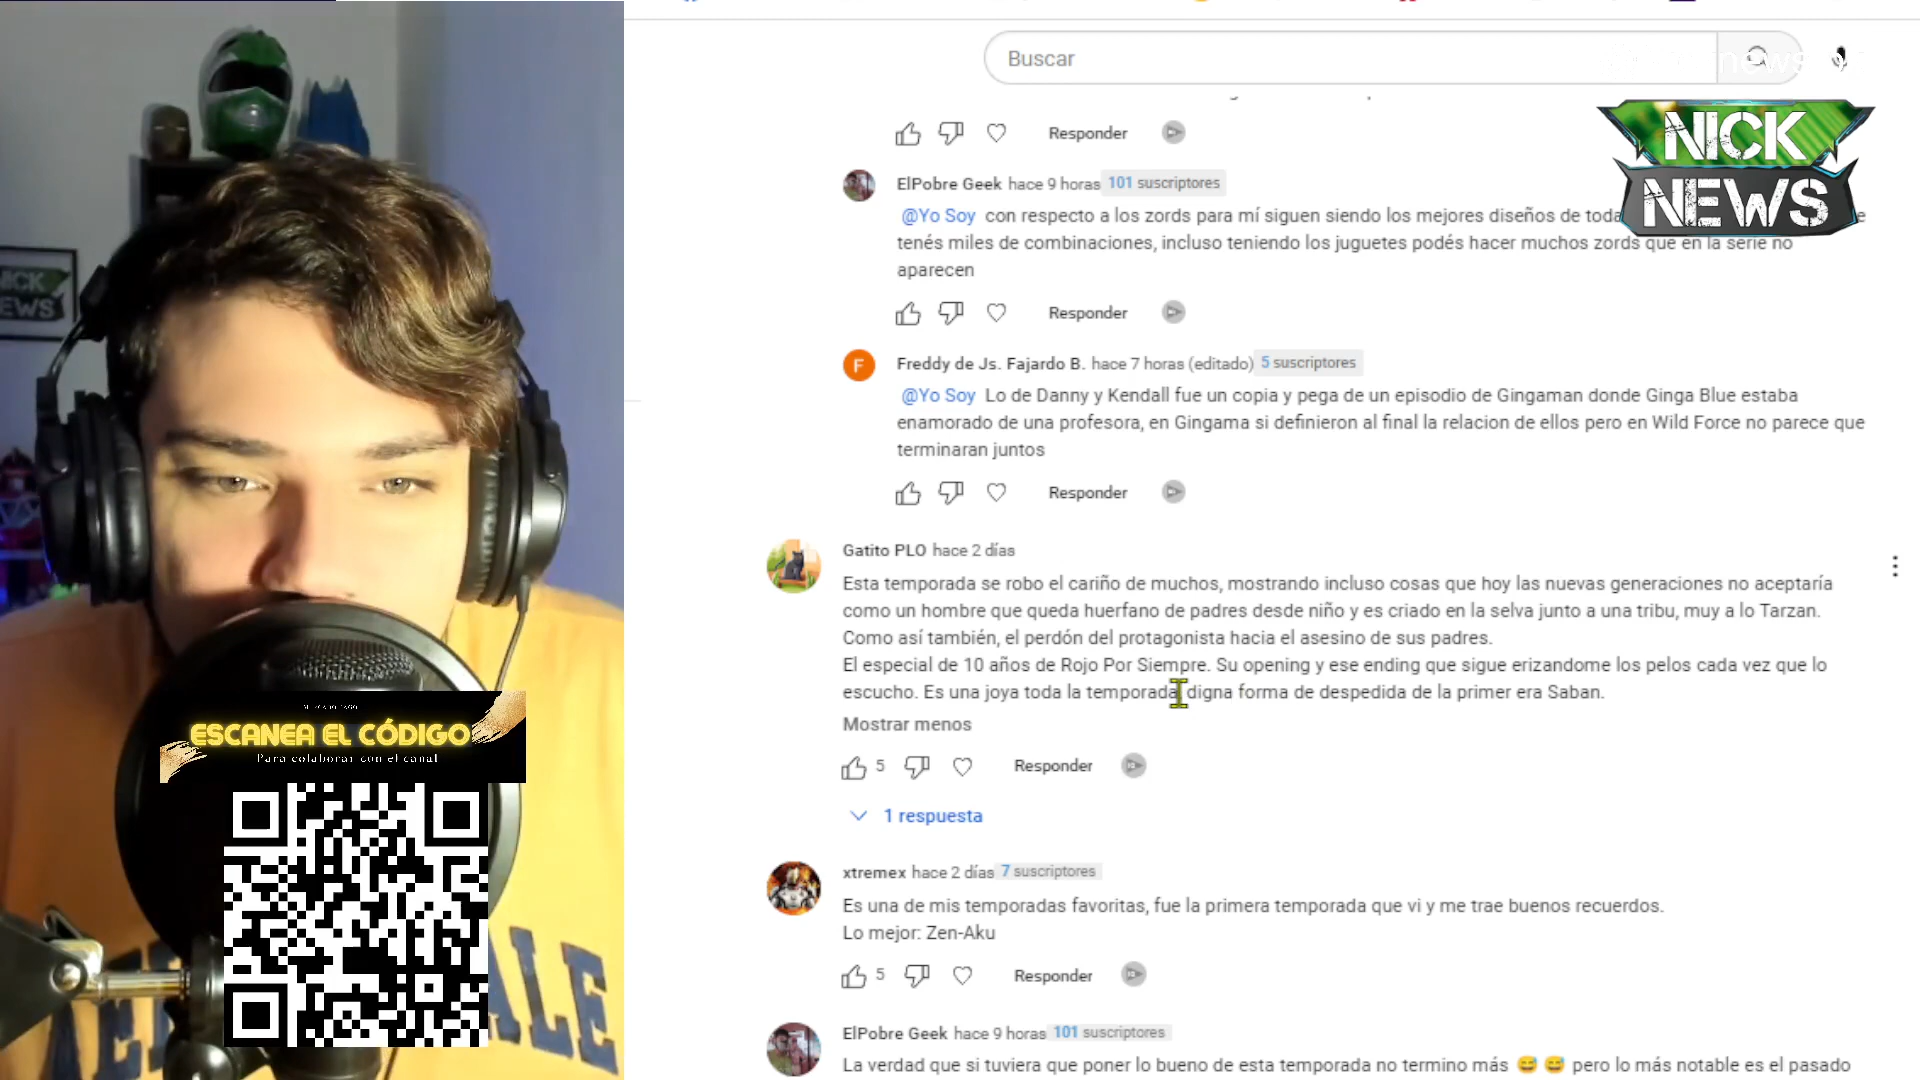 Buscar
news
NICK
NEWS
Responder
ElPobre Geek hace 9 horas 101 suscriptores
@Yo Soy con respecto a los zords para mí siguen siendo los mejores diseños de toda
tenés miles de combinaciones, incluso teniendo los juguetes podés hacer muchos zords que en la serie no
aparecen
Responder
F
Freddy de Js. Fajardo B. hace 7 horas (editado) 5 suscriptores
@Yo Soy Lo de Danny y Kendall fue un copia y pega de un episodio de Gingaman donde Ginga Blue estaba
enamorado de una profesora, en Gingama si definieron al final la relacion de ellos pero en Wild Force no parece que
terminaran juntos
Responder
Gatito PLO hace 2 días
Esta temporada se robo el cariño de muchos, mostrando incluso cosas que hoy las nuevas generaciones no aceptaría
como un hombre que queda huerfano de padres desde niño y es criado en la selva junto a una tribu, muy a lo Tarzan.
Como así también, el perdón del protagonista hacia el asesino de sus padres.
El especial de 10 años de Rojo Por Siempre. Su opening y ese ending que sigue erizandome los pelos cada vez que lo
escucho. Es una joya toda la temporada digna forma de despedida de la primer era Saban.
Mostrar menos
5 Responder
1 respuesta
xtremex hace 2 días 7 suscriptores
Es una de mis temporadas favoritas, fue la primera temporada que vi y me trae buenos recuerdos.
Lo mejor: Zen-Aku
5 Responder
ElPobre Geek hace 9 horas 101 suscriptores
La verdad que si tuviera que poner lo bueno de esta temporada no termino más 😅 😅 pero lo más notable es el pasado
NICK
NEWS
ESCANEA EL CÓDIGO
Para colaborar con el canal